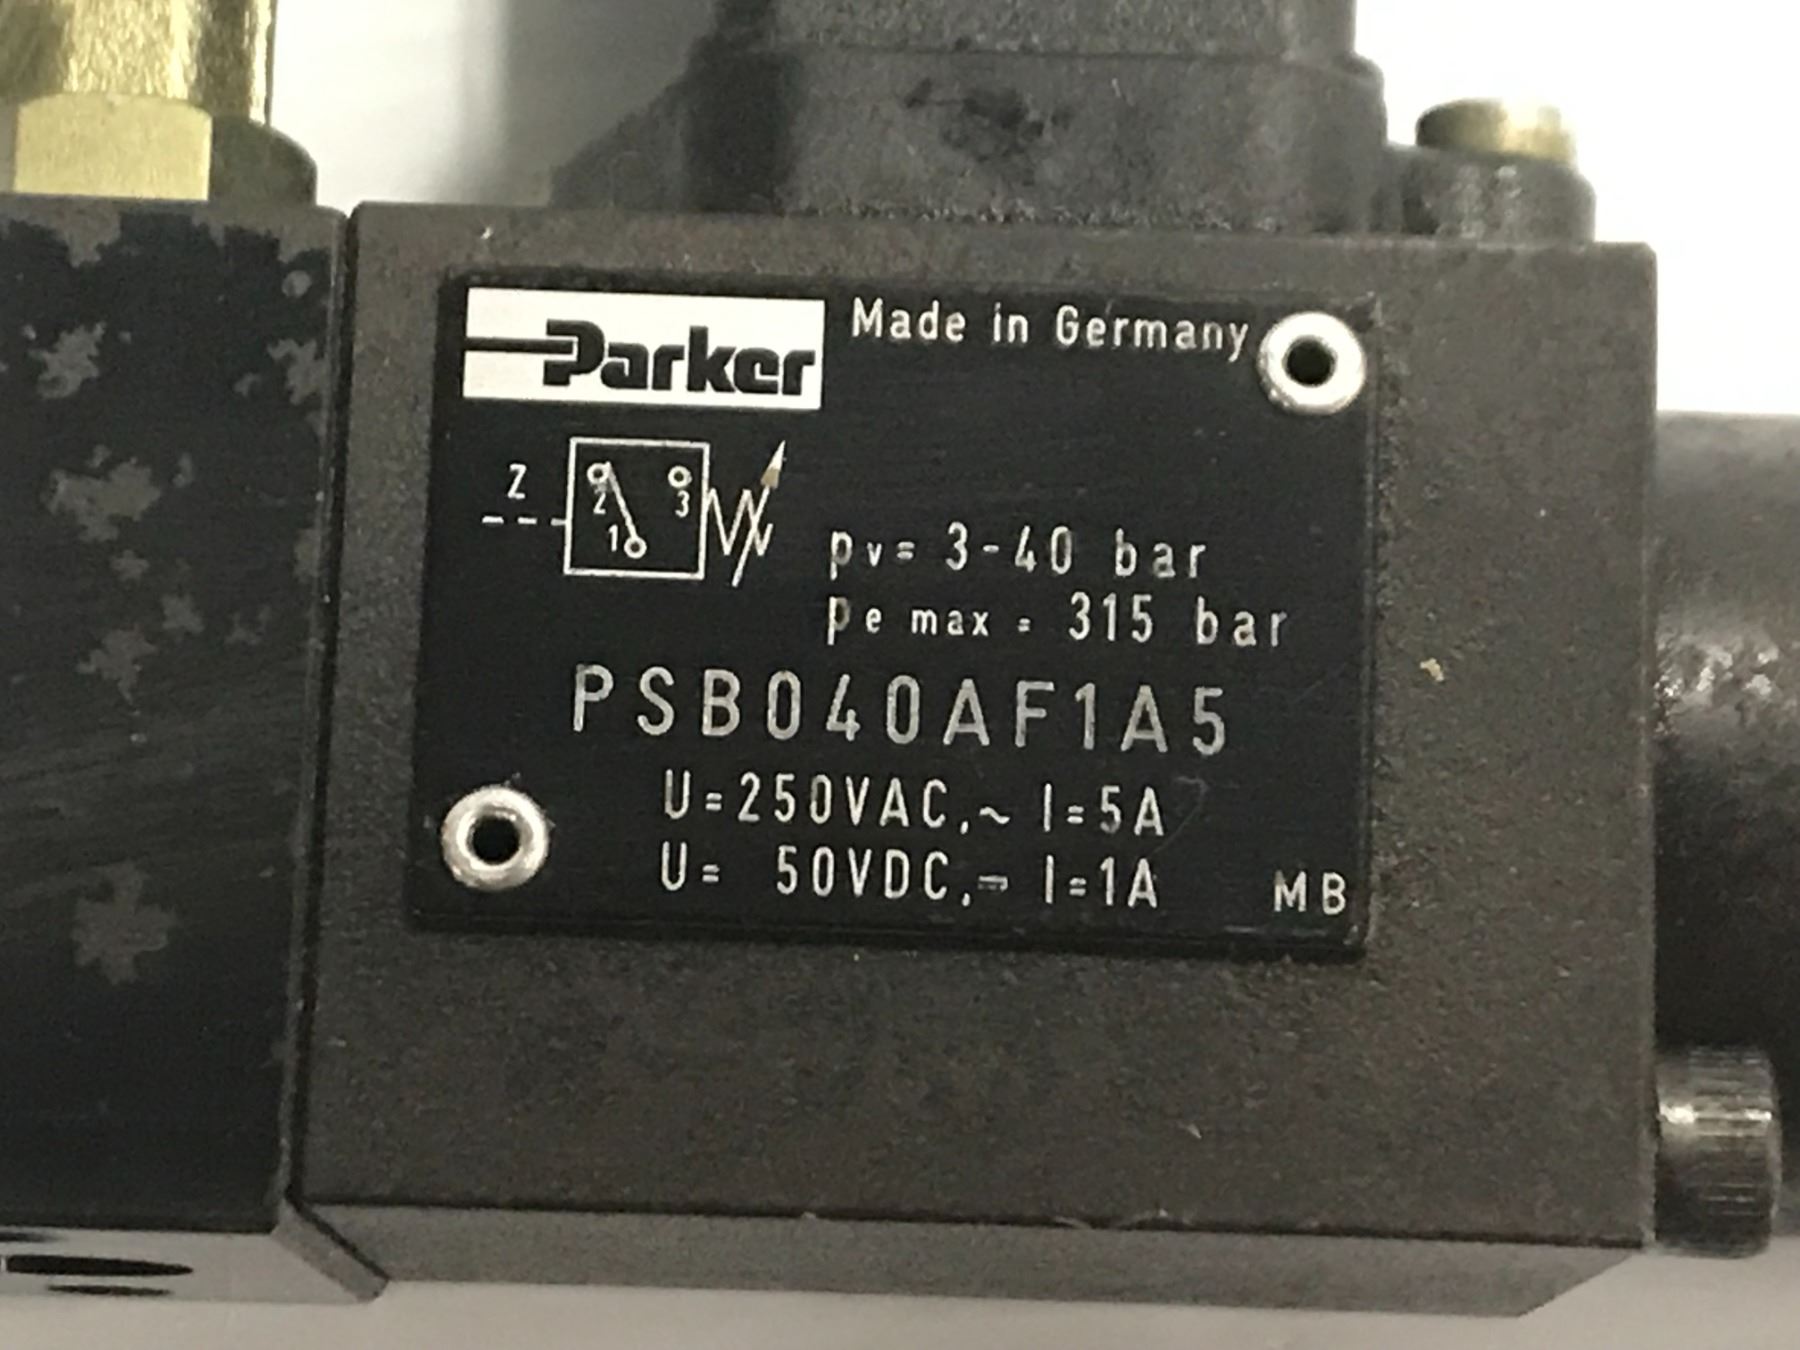 Parker
Made in Germany
Z
2
3
1
pv= 3-40 bar
pe max = 315 bar
PSB040AF1A5
U=250VAC,~ I=5A
U= 50VDC,⎓ I=1A
MB